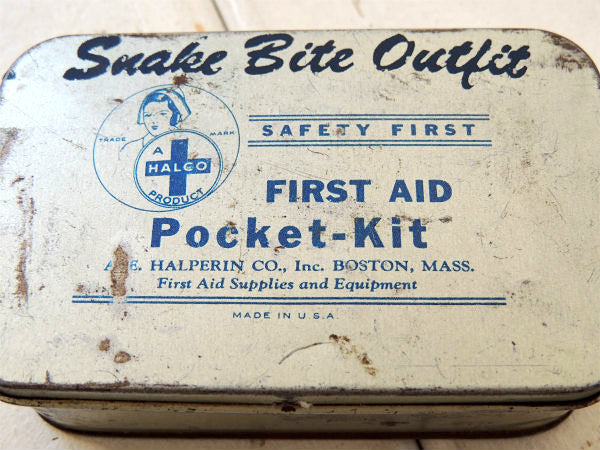 Snake Bite Outfit
TRADE MARK
A
HALCO
PRODUCT
SAFETY FIRST
FIRST AID
Pocket-Kit
A. E. HALPERIN CO., Inc. BOSTON, MASS.
First Aid Supplies and Equipment
MADE IN U.S.A.